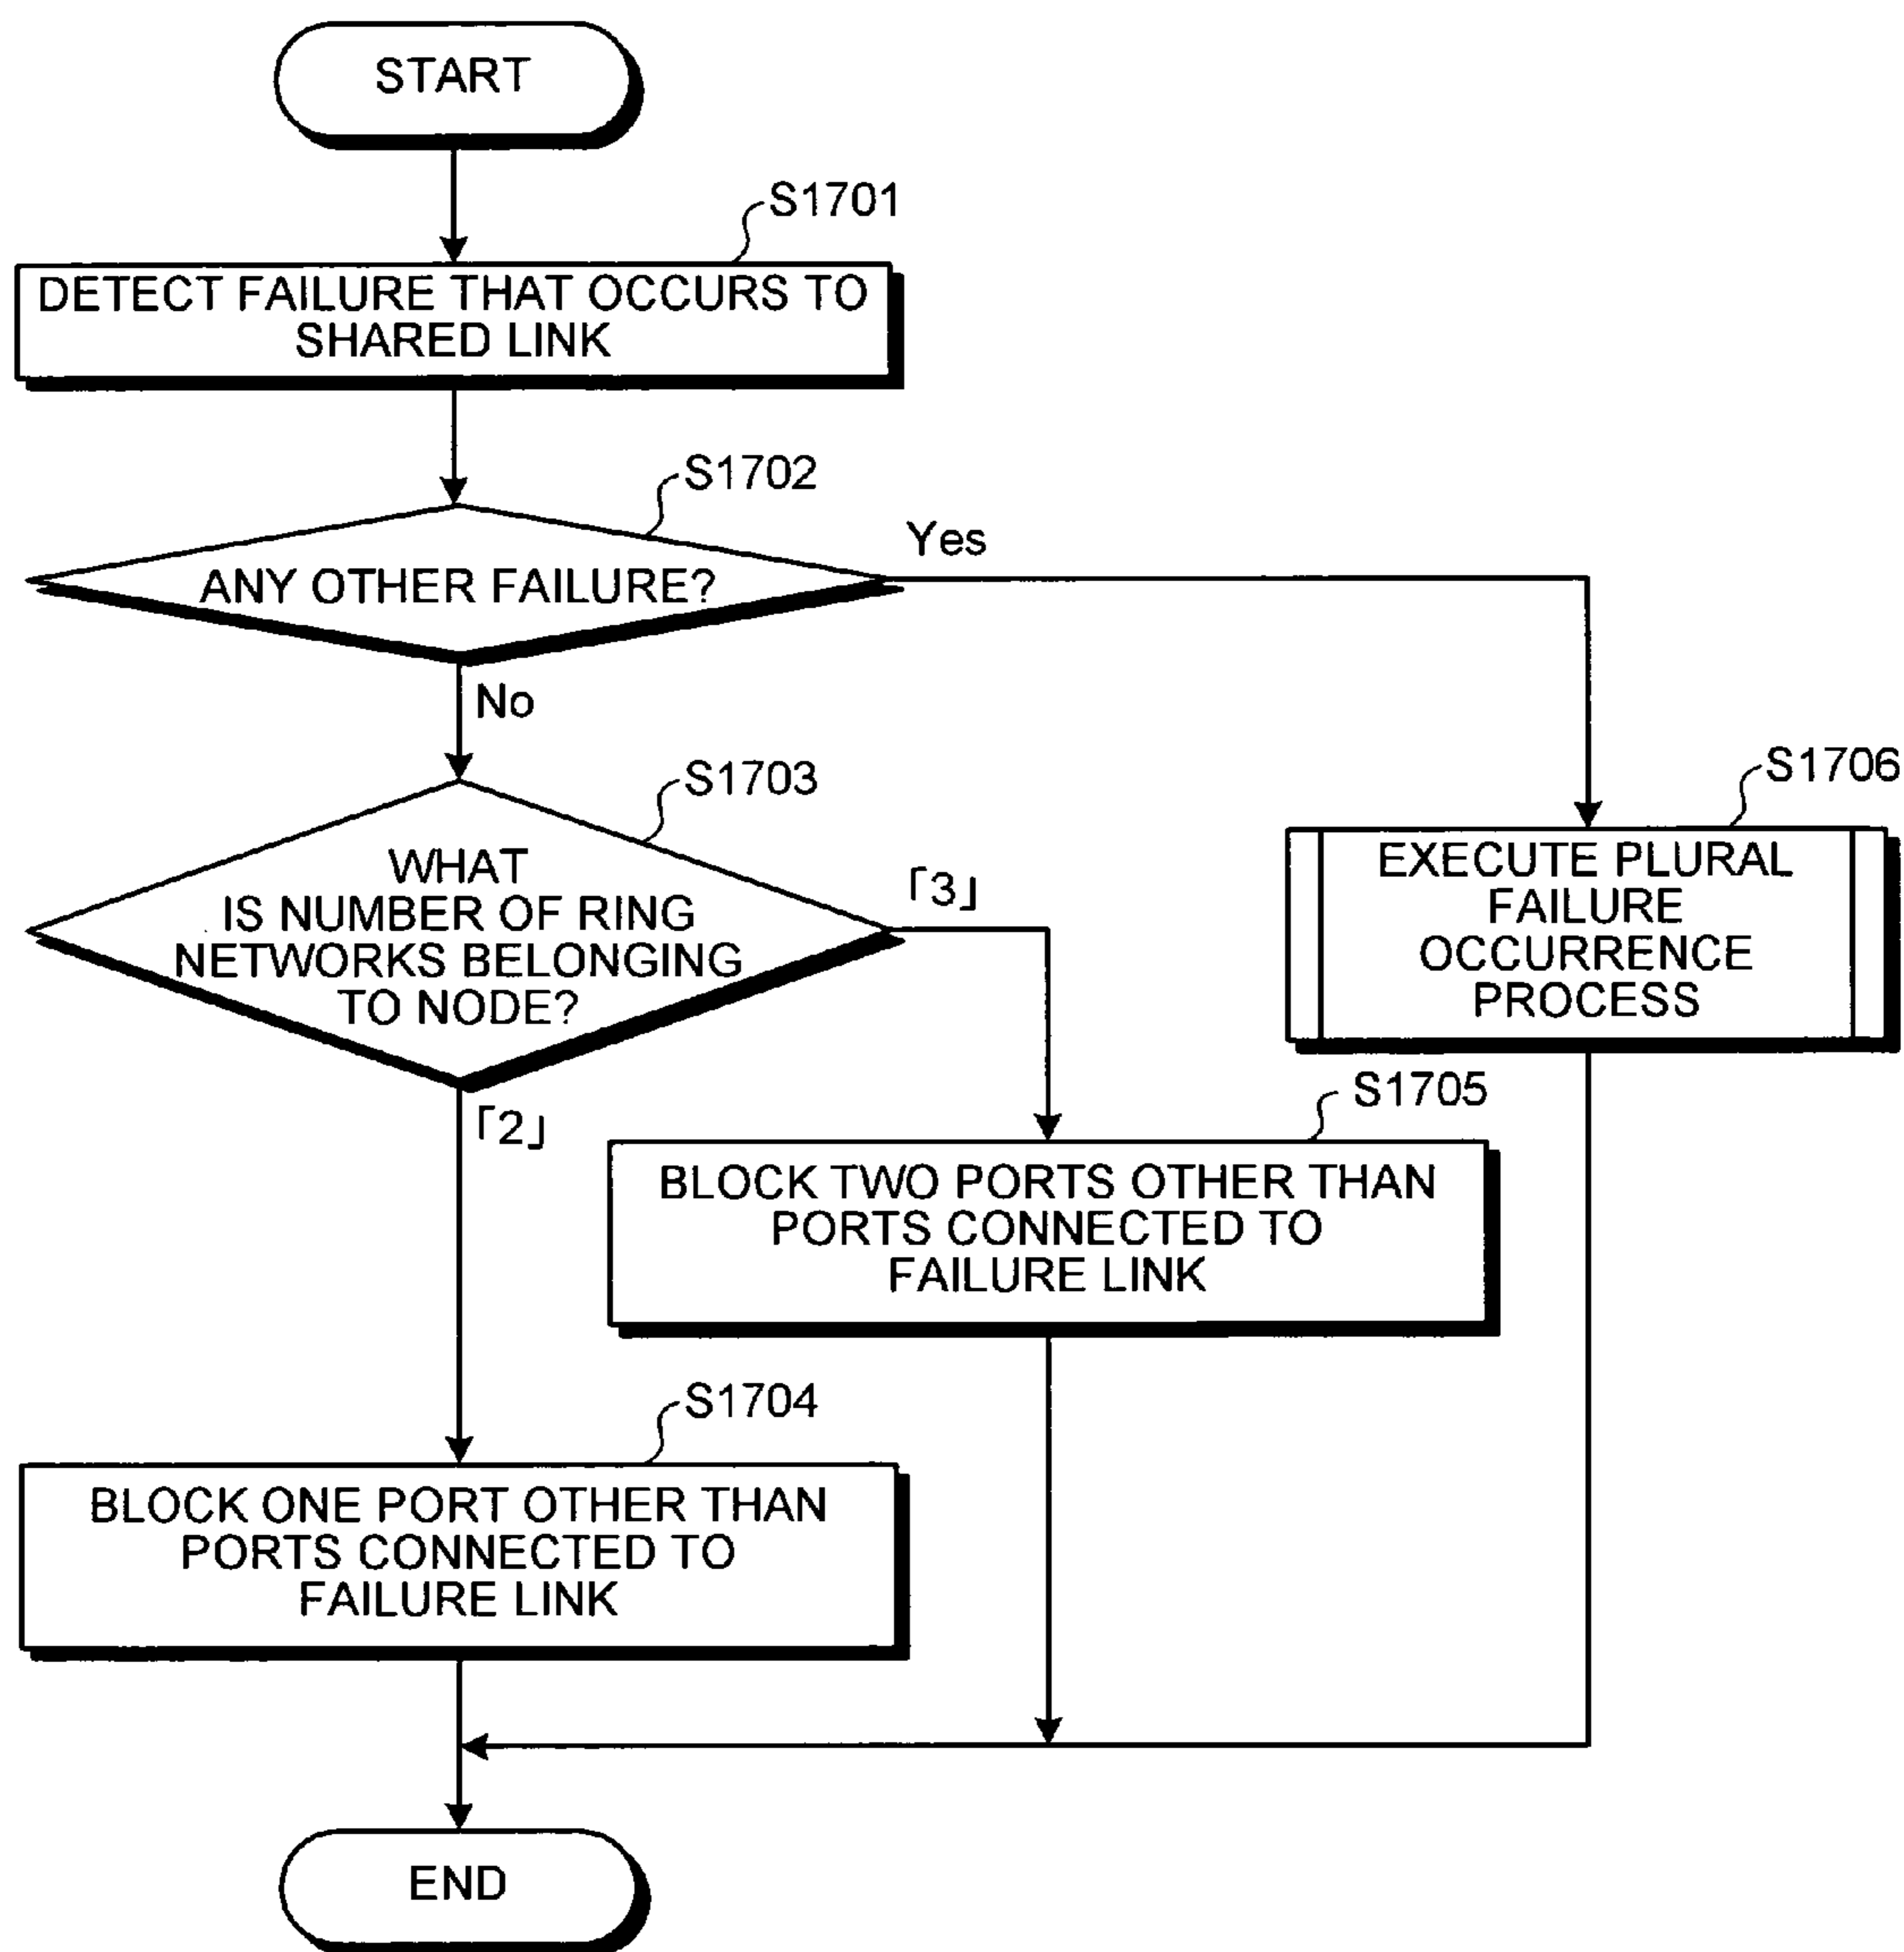 START
S1701
DETECT FAILURE THAT OCCURS TO
SHARED LINK
S1702
ANY OTHER FAILURE?
Yes
No
S1703
WHAT
IS NUMBER OF RING
NETWORKS BELONGING
TO NODE?
「3」
「2」
S1706
EXECUTE PLURAL
FAILURE
OCCURRENCE
PROCESS
S1705
BLOCK TWO PORTS OTHER THAN
PORTS CONNECTED TO
FAILURE LINK
S1704
BLOCK ONE PORT OTHER THAN
PORTS CONNECTED TO
FAILURE LINK
END